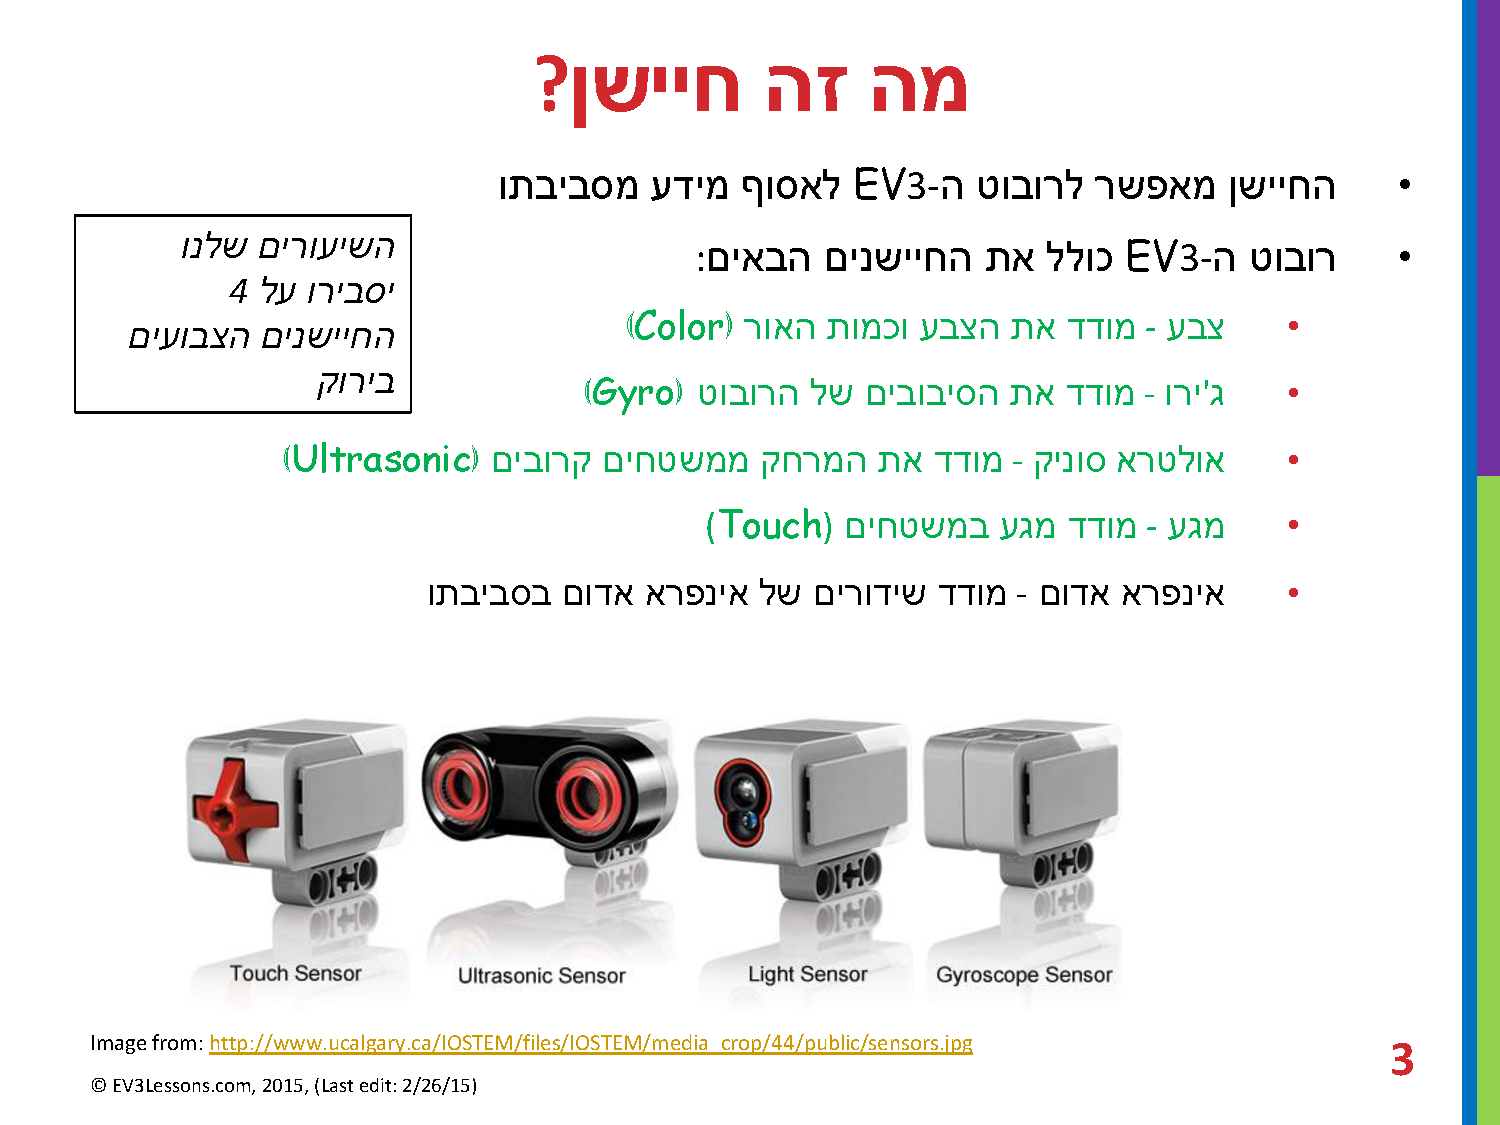 מה זה חיישן?
• החיישן מאפשר לרובוט ה-EV3 לאסוף מידע מסביבתו
• רובוט ה-EV3 כולל את החיישנים הבאים:
• צבע - מודד את הצבע וכמות האור (Color)
• ג'ירו - מודד את הסיבובים של הרובוט (Gyro)
• אולטרא סוניק - מודד את המרחק ממשטחים קרובים (Ultrasonic)
• מגע - מודד מגע במשטחים (Touch)
• אינפרא אדום - מודד שידורים של אינפרא אדום בסביבתו
השיעורים שלנו
יסבירו על 4
החיישנים הצבועים
בירוק
Touch Sensor
Ultrasonic Sensor
Light Sensor
Gyroscope Sensor
Image from: http://www.ucalgary.ca/IOSTEM/files/IOSTEM/media_crop/44/public/sensors.jpg
© EV3Lessons.com, 2015, (Last edit: 2/26/15)
3